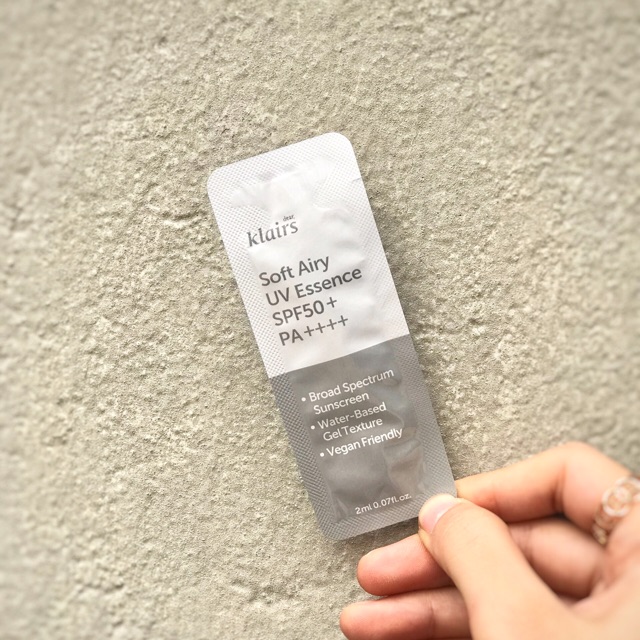 dear,
klairs
Soft Airy
UV Essence
SPF50+
PA++++
• Broad Spectrum
Sunscreen
• Water-Based
Gel Texture
• Vegan Friendly
2ml 0.07fl.oz.